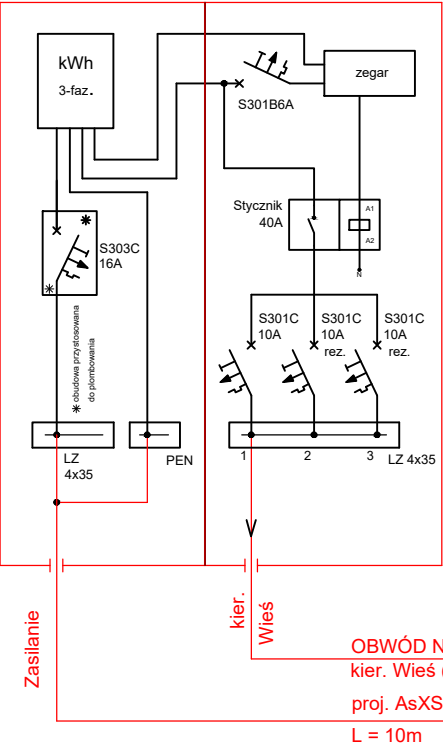 kWh
3-faz.
zegar
S301B6A
Stycznik
40A
A1
A2
N
S303C
16A
* obudowa przystosowana
do plombowania
S301C
10A
S301C
10A
rez.
S301C
10A
rez.
LZ
4x35
PEN
1
2
3
LZ 4x35
Zasilanie
kier.
Wieś
OBWÓD N
kier. Wieś (
proj. AsXS
L = 10m